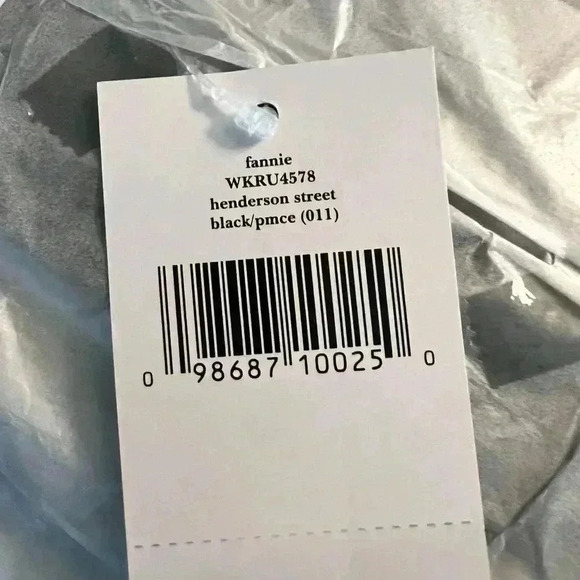 fannie
WKRU4578
henderson street
black/pmce (011)
0 98687 10025 0